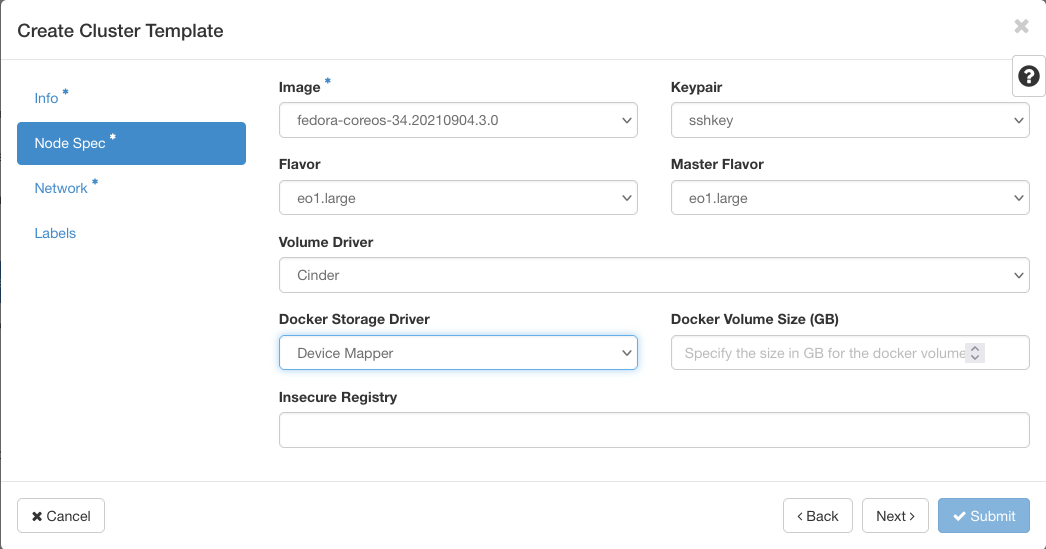 Create Cluster Template
Info *
Node Spec *
Network *
Labels
Image * Keypair
fedora-coreos-34.20210904.3.0 sshkey
Flavor Master Flavor
eo1.large eo1.large
Volume Driver
Cinder
Docker Storage Driver Docker Volume Size (GB)
Device Mapper Specify the size in GB for the docker volume
Insecure Registry
Cancel Back Next Submit